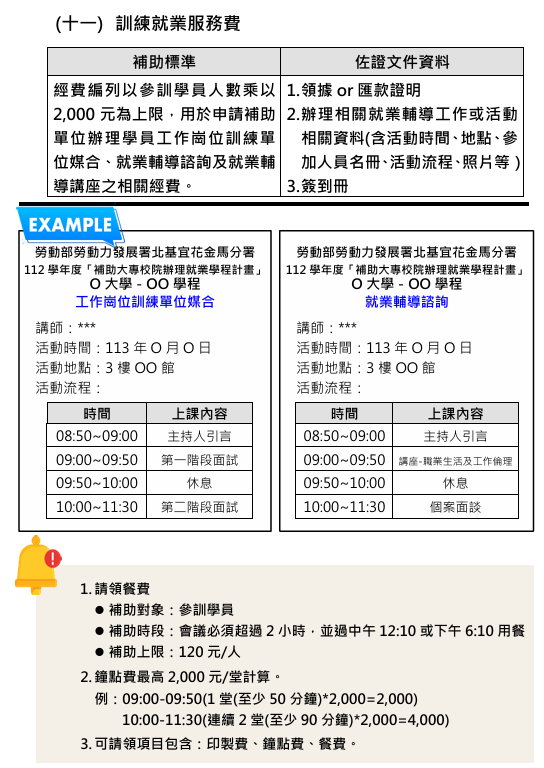 (十一) 訓練就業服務費
補助標準
佐證文件資料
經費編列以參訓學員人數乘以
2,000 元為上限，用於申請補助
單位辦理學員工作崗位訓練單
位媒合、就業輔導諮詢及就業輔
導講座之相關經費。
1.領據 or 匯款證明
2.辦理相關就業輔導工作或活動
相關資料(含活動時間、地點、參
加人員名冊、活動流程、照片等)
3.簽到冊
EXAMPLE
勞動部勞動力發展署北基宜花金馬分署
112 學年度「補助大專校院辦理就業學程計畫」
O 大學 - OO 學程
工作崗位訓練單位媒合
講師：***
活動時間：113 年 O 月 O 日
活動地點：3 樓 OO 館
活動流程：
時間 上課內容
08:50~09:00 主持人引言
09:00~09:50 第一階段面試
09:50~10:00 休息
10:00~11:30 第二階段面試
勞動部勞動力發展署北基宜花金馬分署
112 學年度「補助大專校院辦理就業學程計畫」
O 大學 - OO 學程
就業輔導諮詢
講師：***
活動時間：113 年 O 月 O 日
活動地點：3 樓 OO 館
活動流程：
時間 上課內容
08:50~09:00 主持人引言
09:00~09:50 講座-職業生活及工作倫理
09:50~10:00 休息
10:00~11:30 個案面談
1.請領餐費
● 補助對象：參訓學員
● 補助時段：會議必須超過 2 小時，並過中午 12:10 或下午 6:10 用餐
● 補助上限：120 元/人
2.鐘點費最高 2,000 元/堂計算。
例：09:00-09:50(1 堂(至少 50 分鐘)*2,000=2,000)
10:00-11:30(連續 2 堂(至少 90 分鐘)*2,000=4,000)
3.可請領項目包含：印製費、鐘點費、餐費。